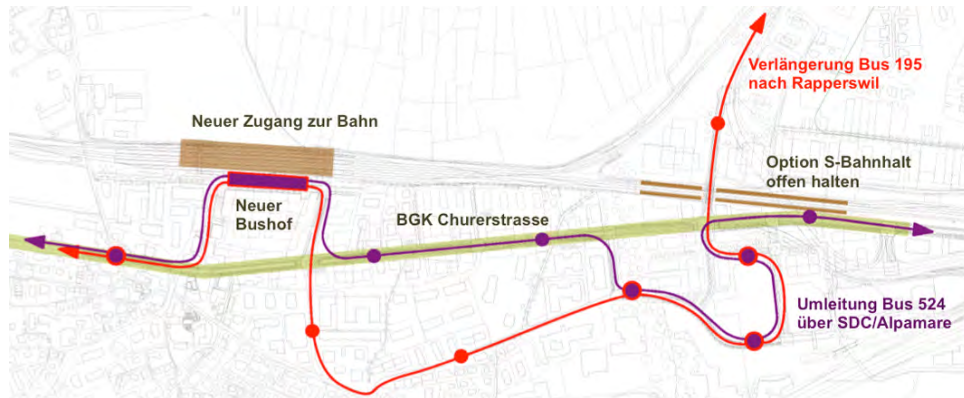 Verlängerung Bus 195
nach Rapperswil
Neuer Zugang zur Bahn
Option S-Bahnhalt
offen halten
Neuer
Bushof
BGK Churerstrasse
Umleitung Bus 524
über SDC/Alpamare